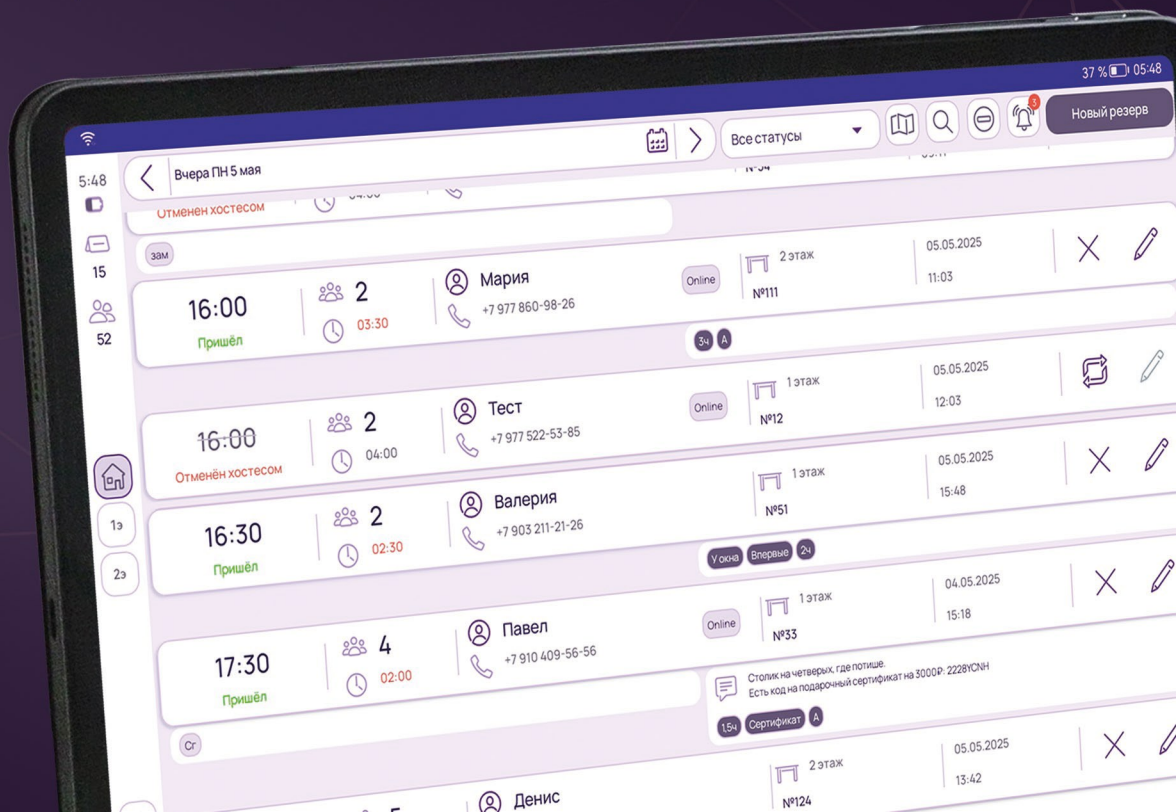 37 % 05:48
5:48
Вчера ПН 5 мая
Все статусы
3
Новый резерв
15
52
1э
2э
Отменен хостесом
04:00
№34
зам
16:00
Пришёл
2
03:30
Мария
+7 977 860-98-26
Online
2 этаж
№111
05.05.2025
11:03
3ч А
16:00
Отменён хостесом
2
04:00
Тест
+7 977 522-53-85
Online
1 этаж
№12
05.05.2025
12:03
16:30
Пришёл
2
02:30
Валерия
+7 903 211-21-26
1 этаж
№51
05.05.2025
15:48
У окна Впервые 2ч
17:30
Пришёл
4
02:00
Павел
+7 910 409-56-56
Online
1 этаж
№33
04.05.2025
15:18
Столик на четверых, где потише.
Есть код на подарочный сертификат на 3000₽: 2228YCNH
1,5ч Сертификат А
Сг
Денис
2 этаж
№124
05.05.2025
13:42